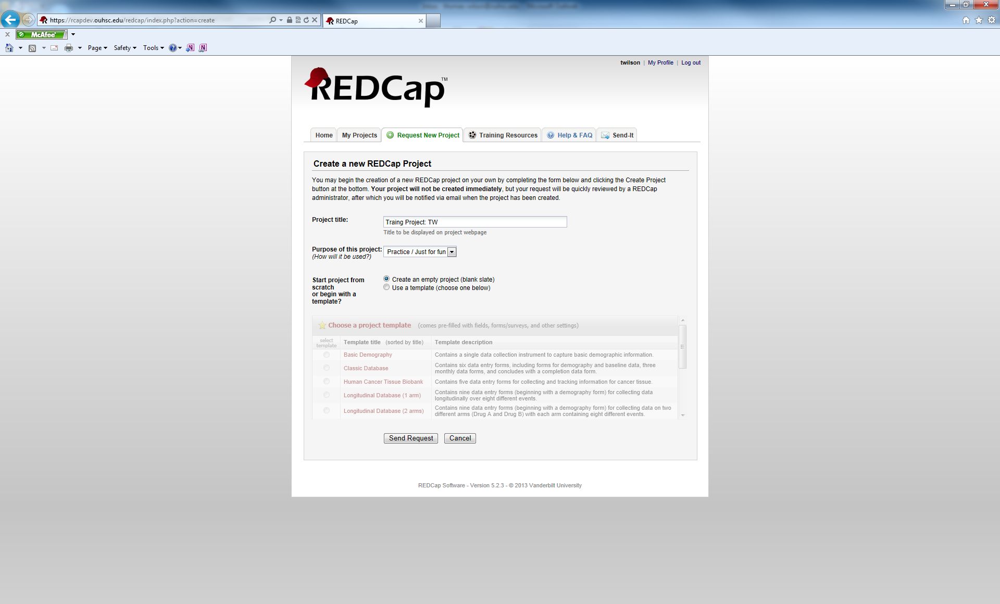 https://rcapdev.ouhsc.edu/redcap/index.php?action=create
REDCap
McAfee
Page Safety Tools
twilson | My Profile | Log out
REDCap™
Home My Projects Request New Project Training Resources Help & FAQ Send-It
Create a new REDCap Project
You may begin the creation of a new REDCap project on your own by completing the form below and clicking the Create Project
button at the bottom. Your project will not be created immediately, but your request will be quickly reviewed by a REDCap
administrator, after which you will be notified via email when the project has been created.
Project title:
Traing Project: TW
Title to be displayed on project webpage
Purpose of this project:
(How will it be used?)
Practice / Just for fun
Start project from
scratch
or begin with a
template?
Create an empty project (blank slate)
Use a template (choose one below)
Choose a project template (comes pre-filled with fields, forms/surveys, and other settings)
select
template
Template title (sorted by title)
Template description
Basic Demography
Contains a single data collection instrument to capture basic demographic information.
Classic Database
Contains six data entry forms, including forms for demography and baseline data, three
monthly data forms, and concludes with a completion data form.
Human Cancer Tissue Biobank
Contains five data entry forms for collecting and tracking information for cancer tissue.
Longitudinal Database (1 arm)
Contains nine data entry forms (beginning with a demography form) for collecting data
longitudinally over eight different events.
Longitudinal Database (2 arms)
Contains nine data entry forms (beginning with a demography form) for collecting data on two
different arms (Drug A and Drug B) with each arm containing eight different events.
Send Request Cancel
REDCap Software - Version 5.2.3 - © 2013 Vanderbilt University